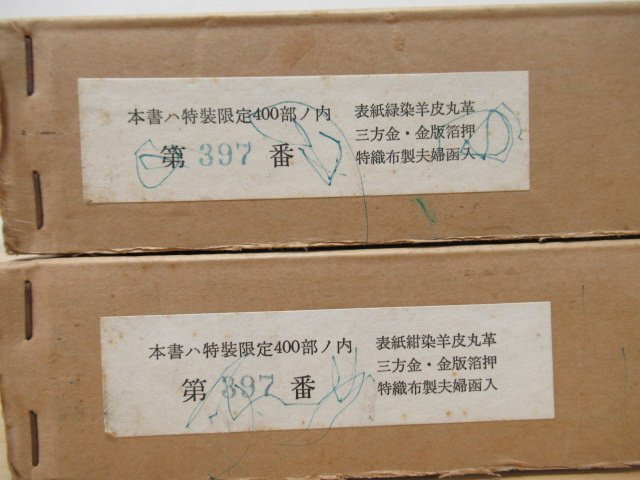 本書ハ特装限定400部ノ内
第 397 番
表紙緑染羊皮丸革
三方金・金版箔押
特織布製夫婦函入
本書ハ特装限定400部ノ内
第 397 番
表紙紺染羊皮丸革
三方金・金版箔押
特織布製夫婦函入